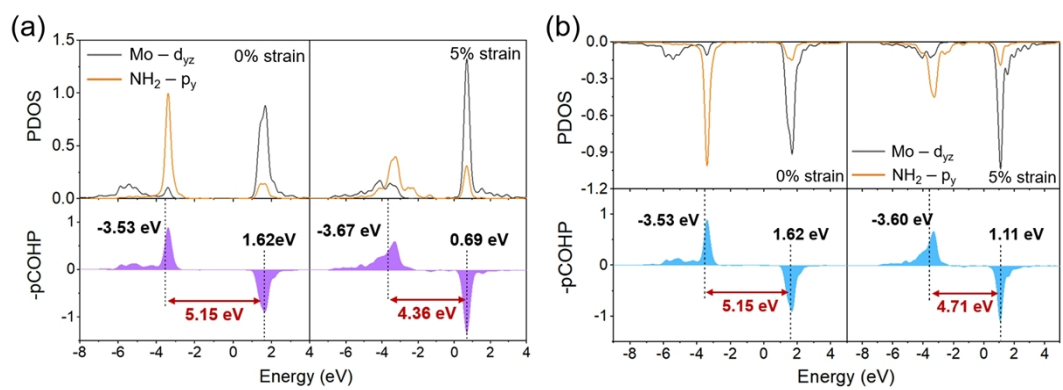 (a)
PDOS
1.5
1.0
0.5
0.0
Mo – dyz
NH2 – py
0% strain
5% strain
-pCOHP
1
0
-1
-3.53 eV
1.62eV
5.15 eV
-3.67 eV
0.69 eV
4.36 eV
-8 -6 -4 -2 0 2 4 -6 -4 -2 0 2 4
Energy (eV)
(b)
PDOS
0.0
-0.3
-0.6
-0.9
-1.2
0% strain
Mo – dyz
NH2 – py
5% strain
-pCOHP
1
0
-1
-3.53 eV
1.62 eV
5.15 eV
-3.60 eV
1.11 eV
4.71 eV
-8 -6 -4 -2 0 2 4 -8 -6 -4 -2 0 2 4
Energy (eV)